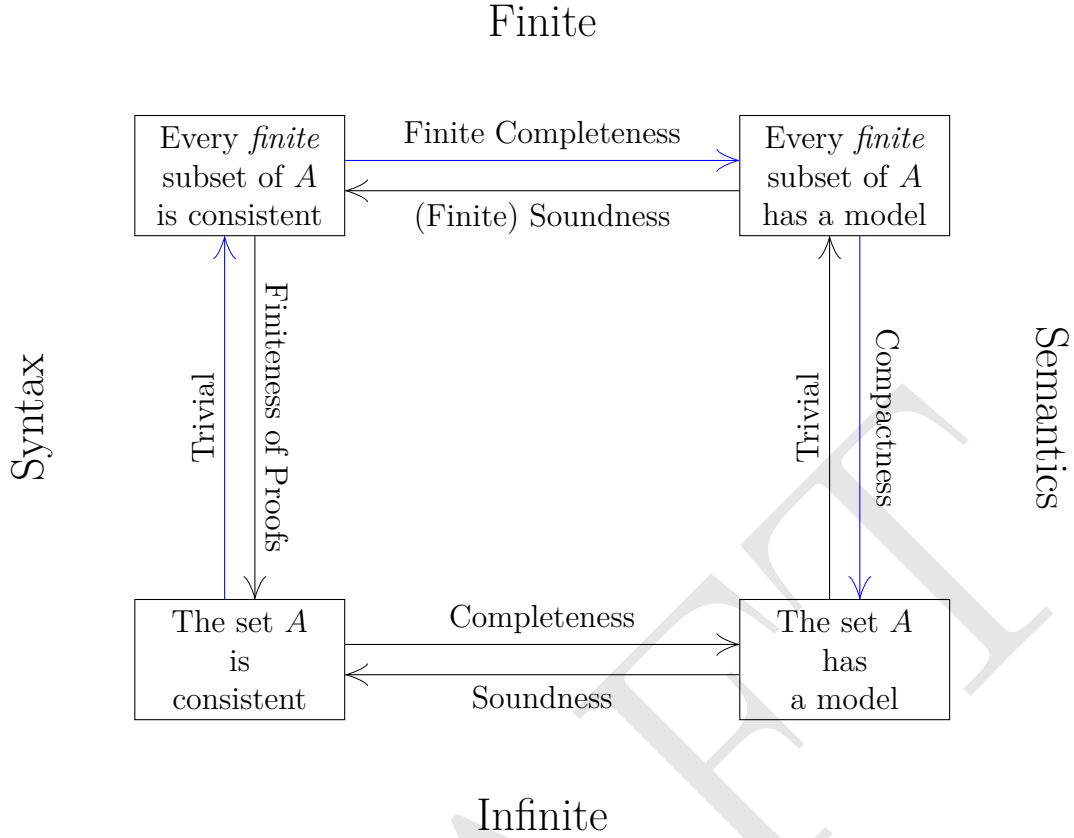 Finite
Every finite
subset of A
is consistent
Finite Completeness
(Finite) Soundness
Every finite
subset of A
has a model
Syntax
Trivial
Finiteness of Proofs
Trivial
Compactness
Semantics
The set A
is
consistent
Completeness
Soundness
The set A
has
a model
Infinite